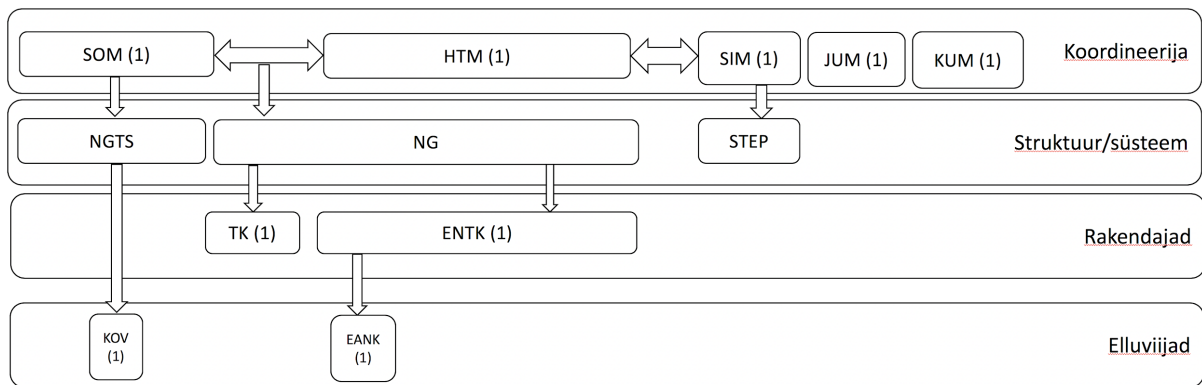 SOM (1)
HTM (1)
SIM (1)
JUM (1)
KUM (1)
Koordineerija
NGTS
NG
STEP
Struktuur/süsteem
TK (1)
ENTK (1)
Rakendajad
KOV
(1)
EANK
(1)
Elluviijad